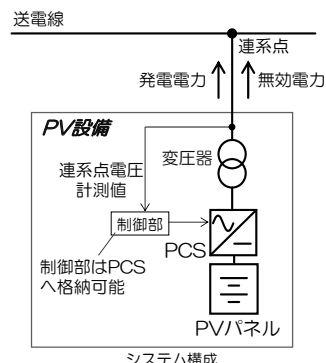 送電線
連系点
発電電力
無効電力
PV設備
変圧器
連系点電圧
計測値
制御部
PCS
制御部はPCS
へ格納可能
PVパネル
システム構成